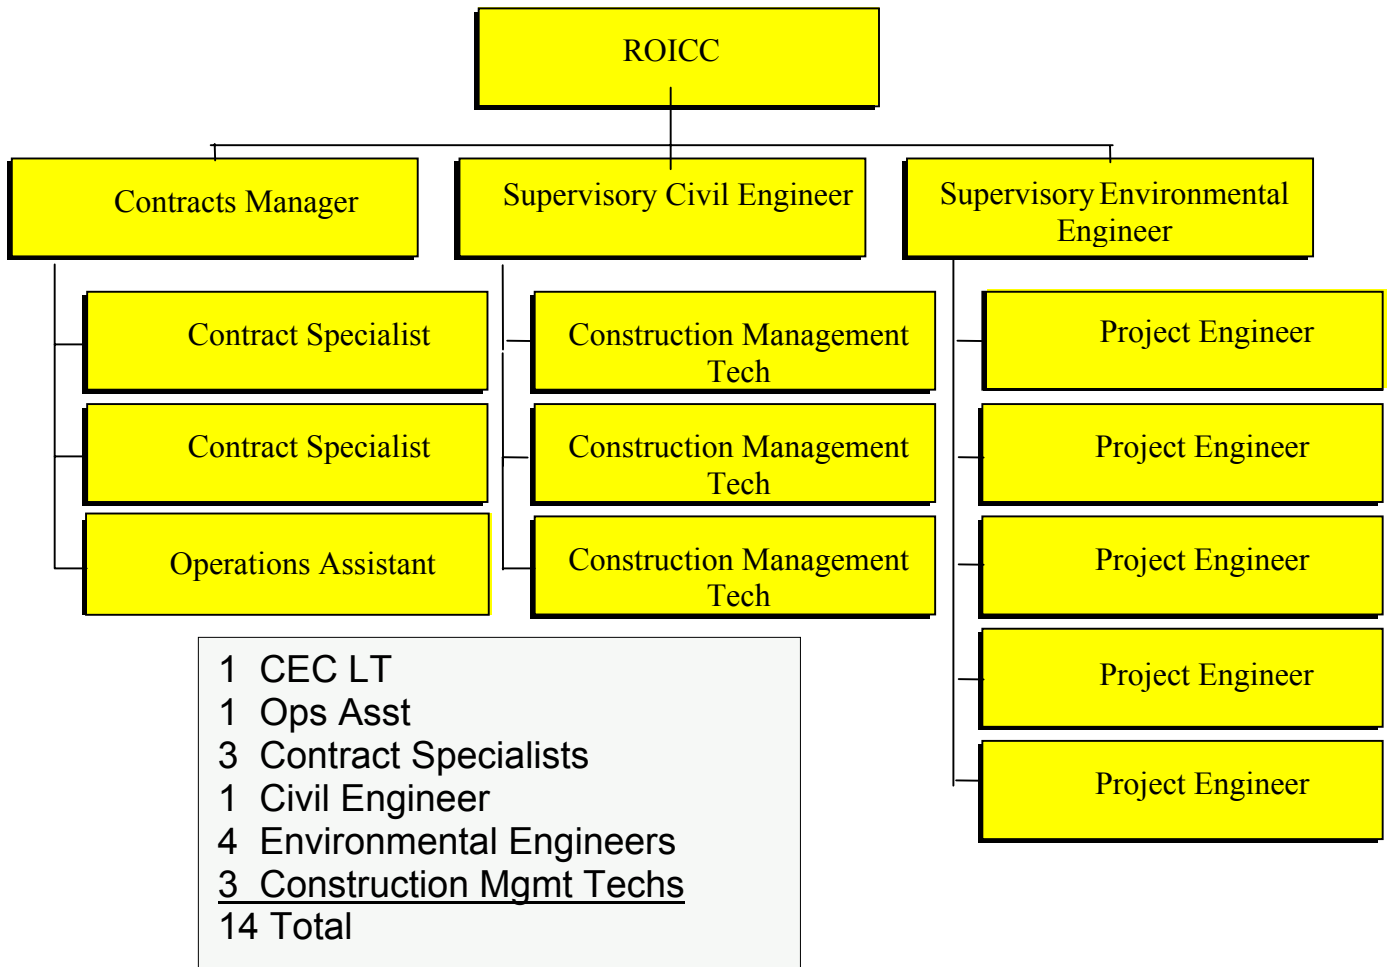 ROICC
Contracts Manager
Supervisory Civil Engineer
Supervisory Environmental
Engineer
Contract Specialist
Contract Specialist
Operations Assistant
Construction Management
Tech
Construction Management
Tech
Construction Management
Tech
Project Engineer
Project Engineer
Project Engineer
Project Engineer
Project Engineer
1 CEC LT
1 Ops Asst
3 Contract Specialists
1 Civil Engineer
4 Environmental Engineers
3 Construction Mgmt Techs
14 Total